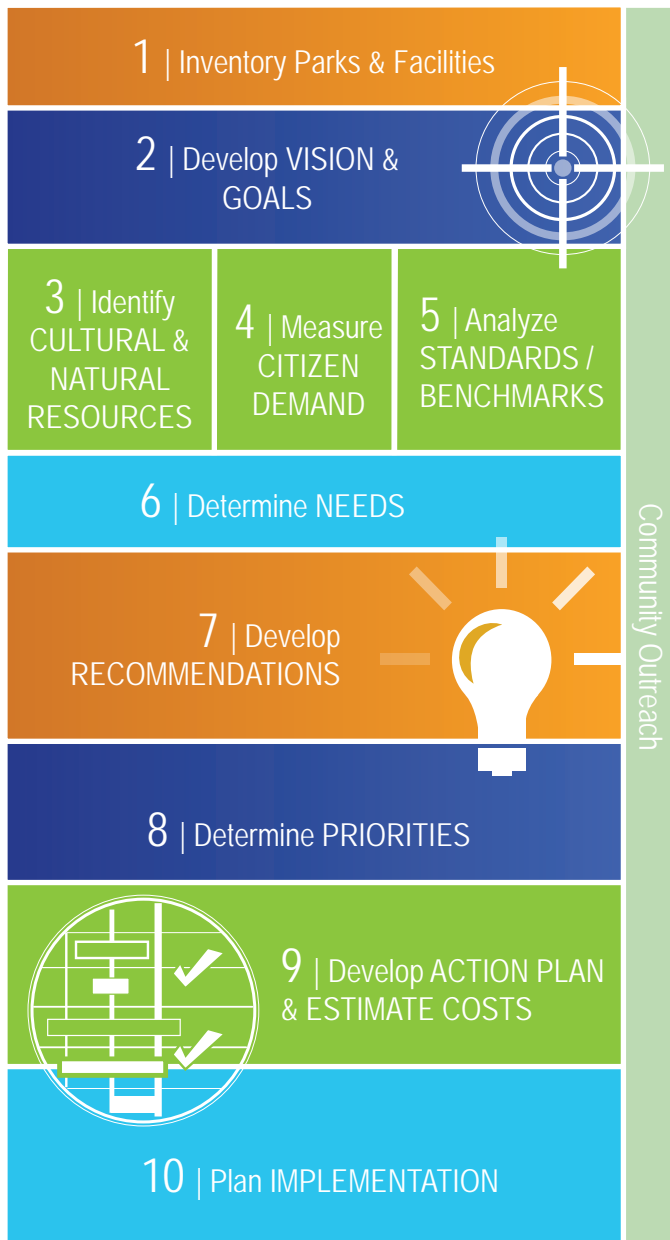 1 | Inventory Parks & Facilities
2 | Develop VISION &
GOALS
3 | Identify
CULTURAL &
NATURAL
RESOURCES
4 | Measure
CITIZEN
DEMAND
5 | Analyze
STANDARDS /
BENCHMARKS
6 | Determine NEEDS
7 | Develop
RECOMMENDATIONS
8 | Determine PRIORITIES
9 | Develop ACTION PLAN
& ESTIMATE COSTS
10 | Plan IMPLEMENTATION
Community Outreach